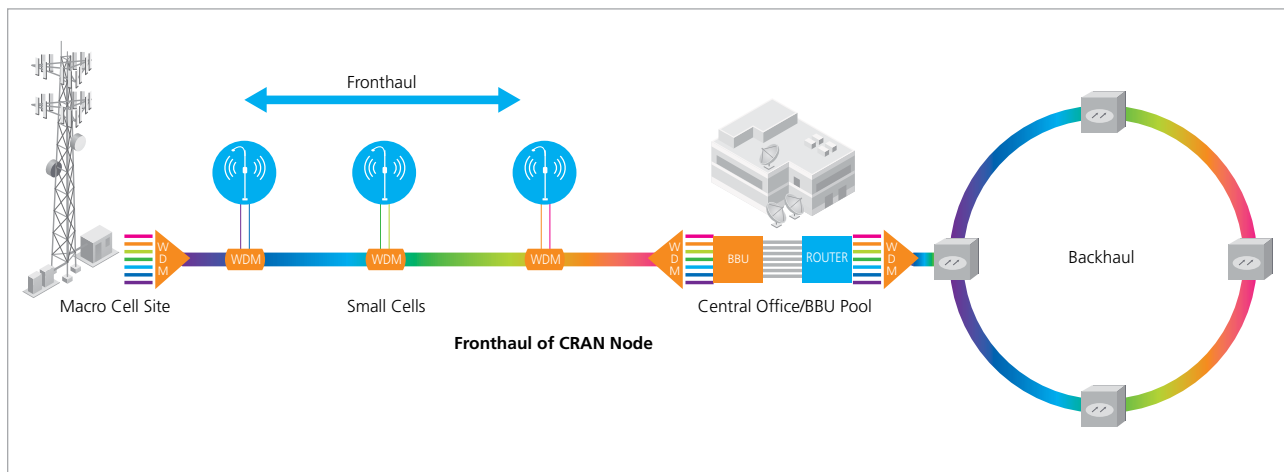 Fronthaul
WDM
WDM
WDM
WDM
WDM
BBU
ROUTER
WDM
Backhaul
Macro Cell Site
Small Cells
Central Office/BBU Pool
Fronthaul of CRAN Node